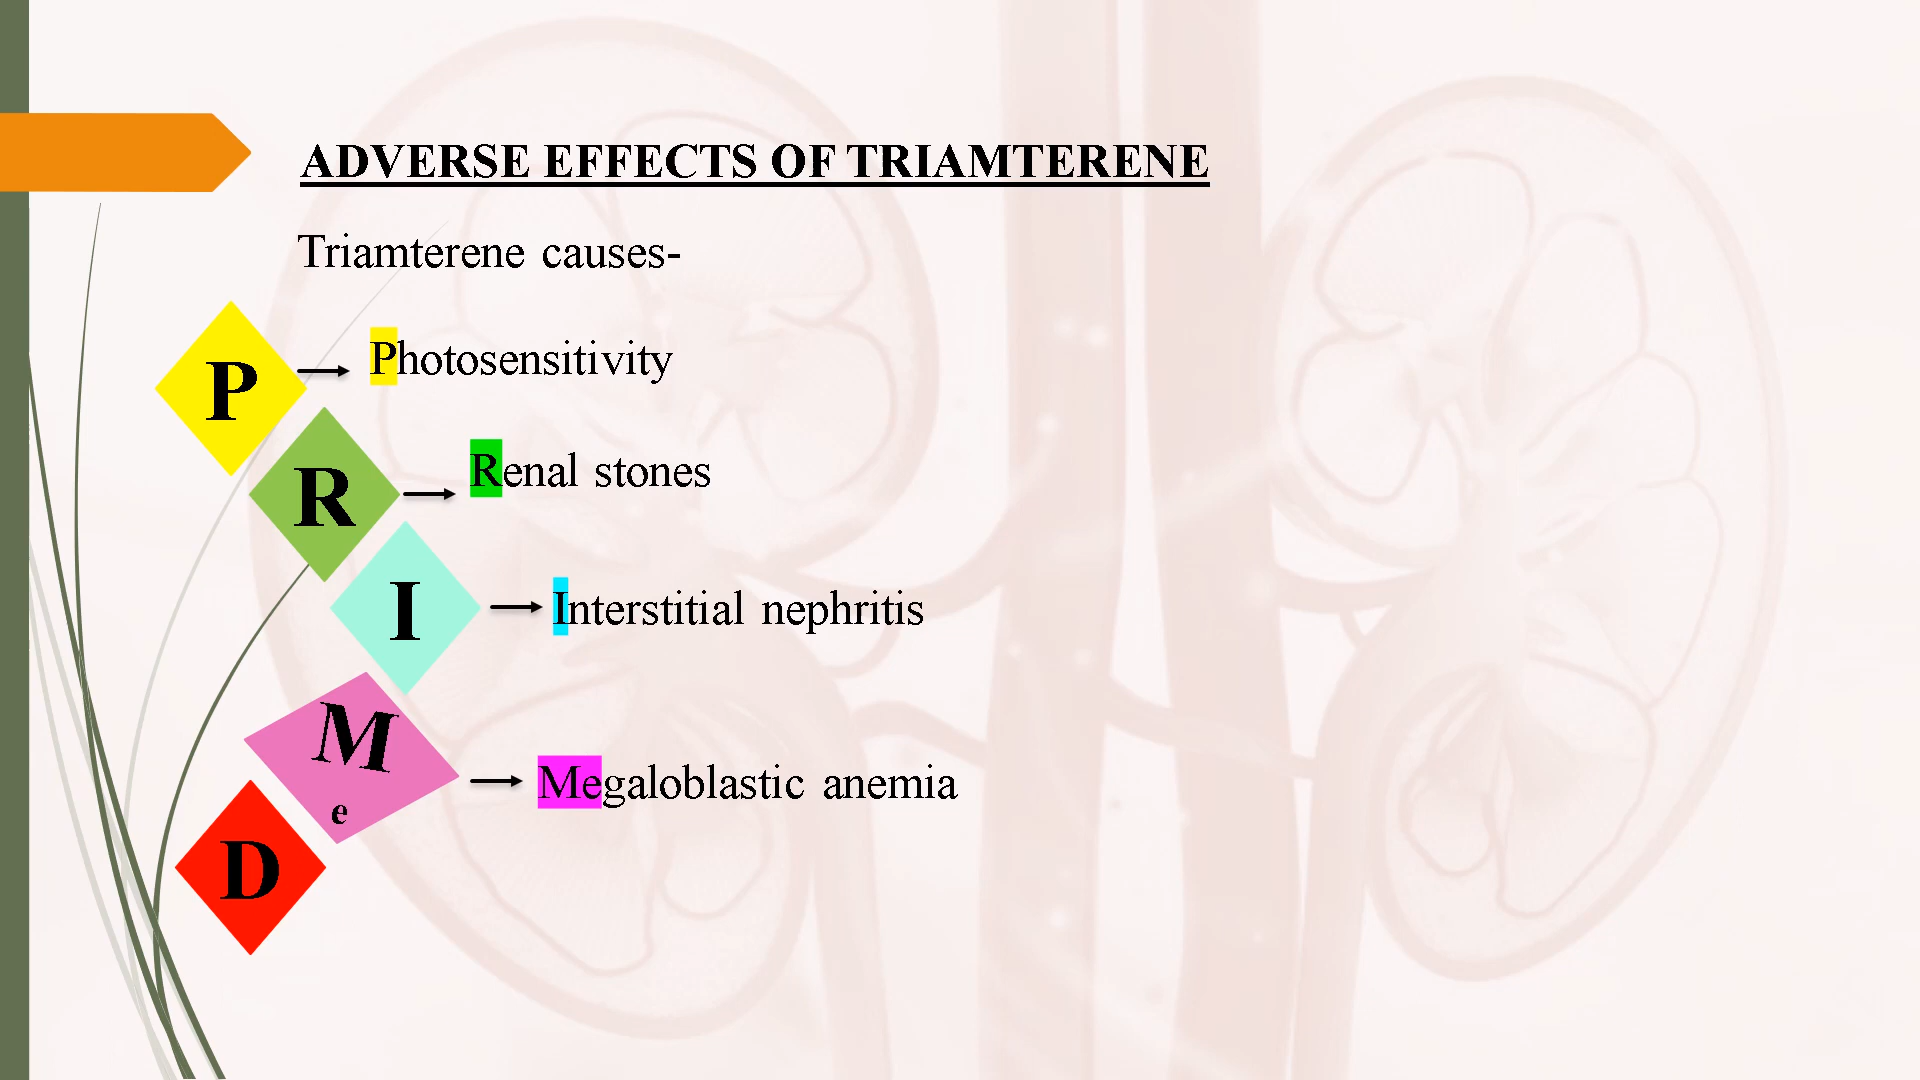 ADVERSE EFFECTS OF TRIAMTERENE
Triamterene causes-
P → Photosensitivity
R → Renal stones
I → Interstitial nephritis
M
e → Megaloblastic anemia
D